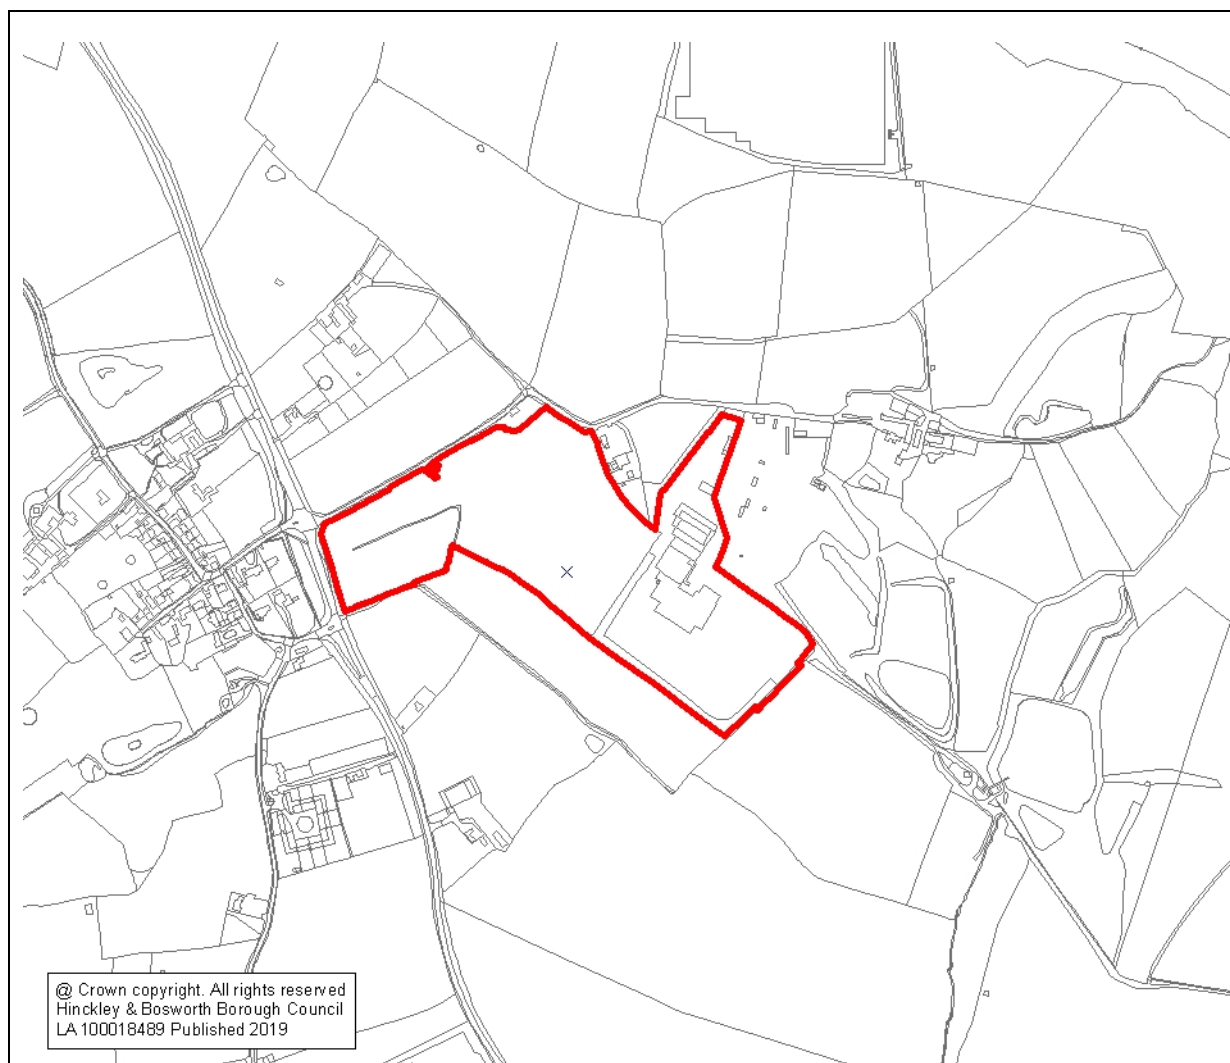 @ Crown copyright. All rights reserved
Hinckley & Bosworth Borough Council
LA 100018489 Published 2019